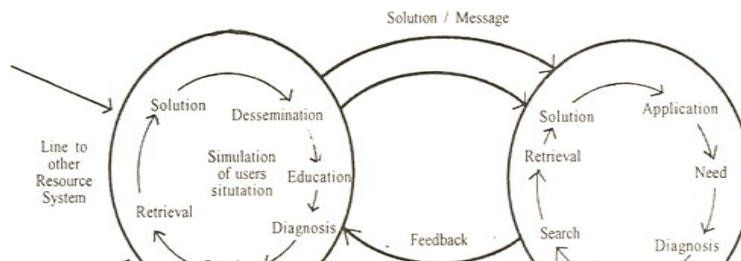 Solution / Message
Solution
Dessemination
Solution
Application
Line to
other
Resource
System
Simulation
of users
situtation
Education
Retrieval
Need
Retrieval
Diagnosis
Search
Diagnosis
Feedback